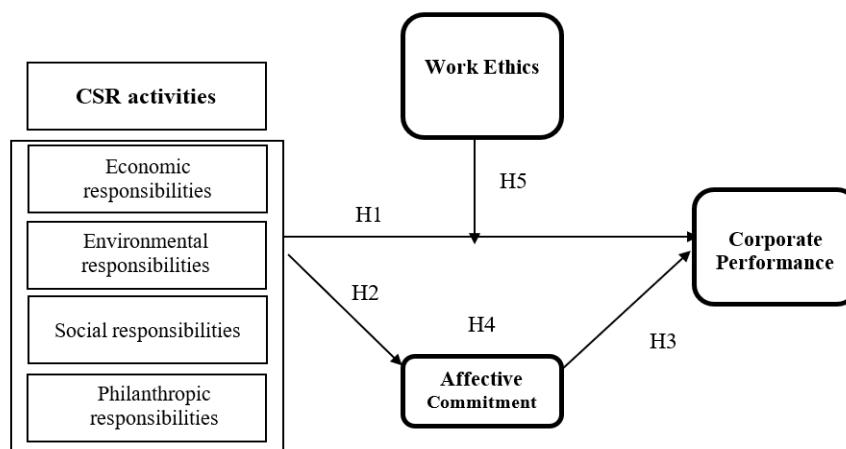 Work Ethics
CSR activities
Economic
responsibilities
Environmental
responsibilities
Social responsibilities
Philanthropic
responsibilities
H5
H1
H2
H4
H3
Corporate
Performance
Affective
Commitment